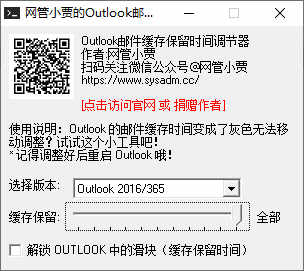 网管小贾的Outlook邮...
Outlook邮件缓存保留时间调节器
作者:网管小贾
扫码关注微信公众号@网管小贾
https://www.sysadm.cc/
[点击访问官网 或 捐赠作者]
使用说明：Outlook 的邮件缓存时间变成了灰色无法移
动调整？试试这个小工具吧！
*记得调整好后重启 Outlook 哦！
选择版本:
Outlook 2016/365
缓存保留:
全部
解锁 OUTLOOK 中的滑块（缓存保留时间）